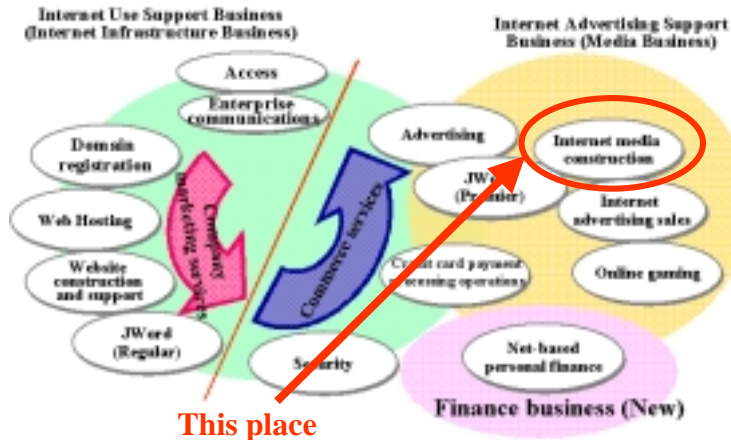 Internet Use Support Business
(Internet Infrastructure Business)
Internet Advertising Support
Business (Media Business)
Access
Enterprise
communications
Domain
registration
Web Hosting
Website
construction
and support
JWord
(Regular)
Company
marketing services
Commerce services
Security
Advertising
JWord
(Premier)
Internet media
construction
Internet
advertising sales
Online gaming
Credit card payment
processing operations
Net-based
personal finance
Finance business (New)
This place